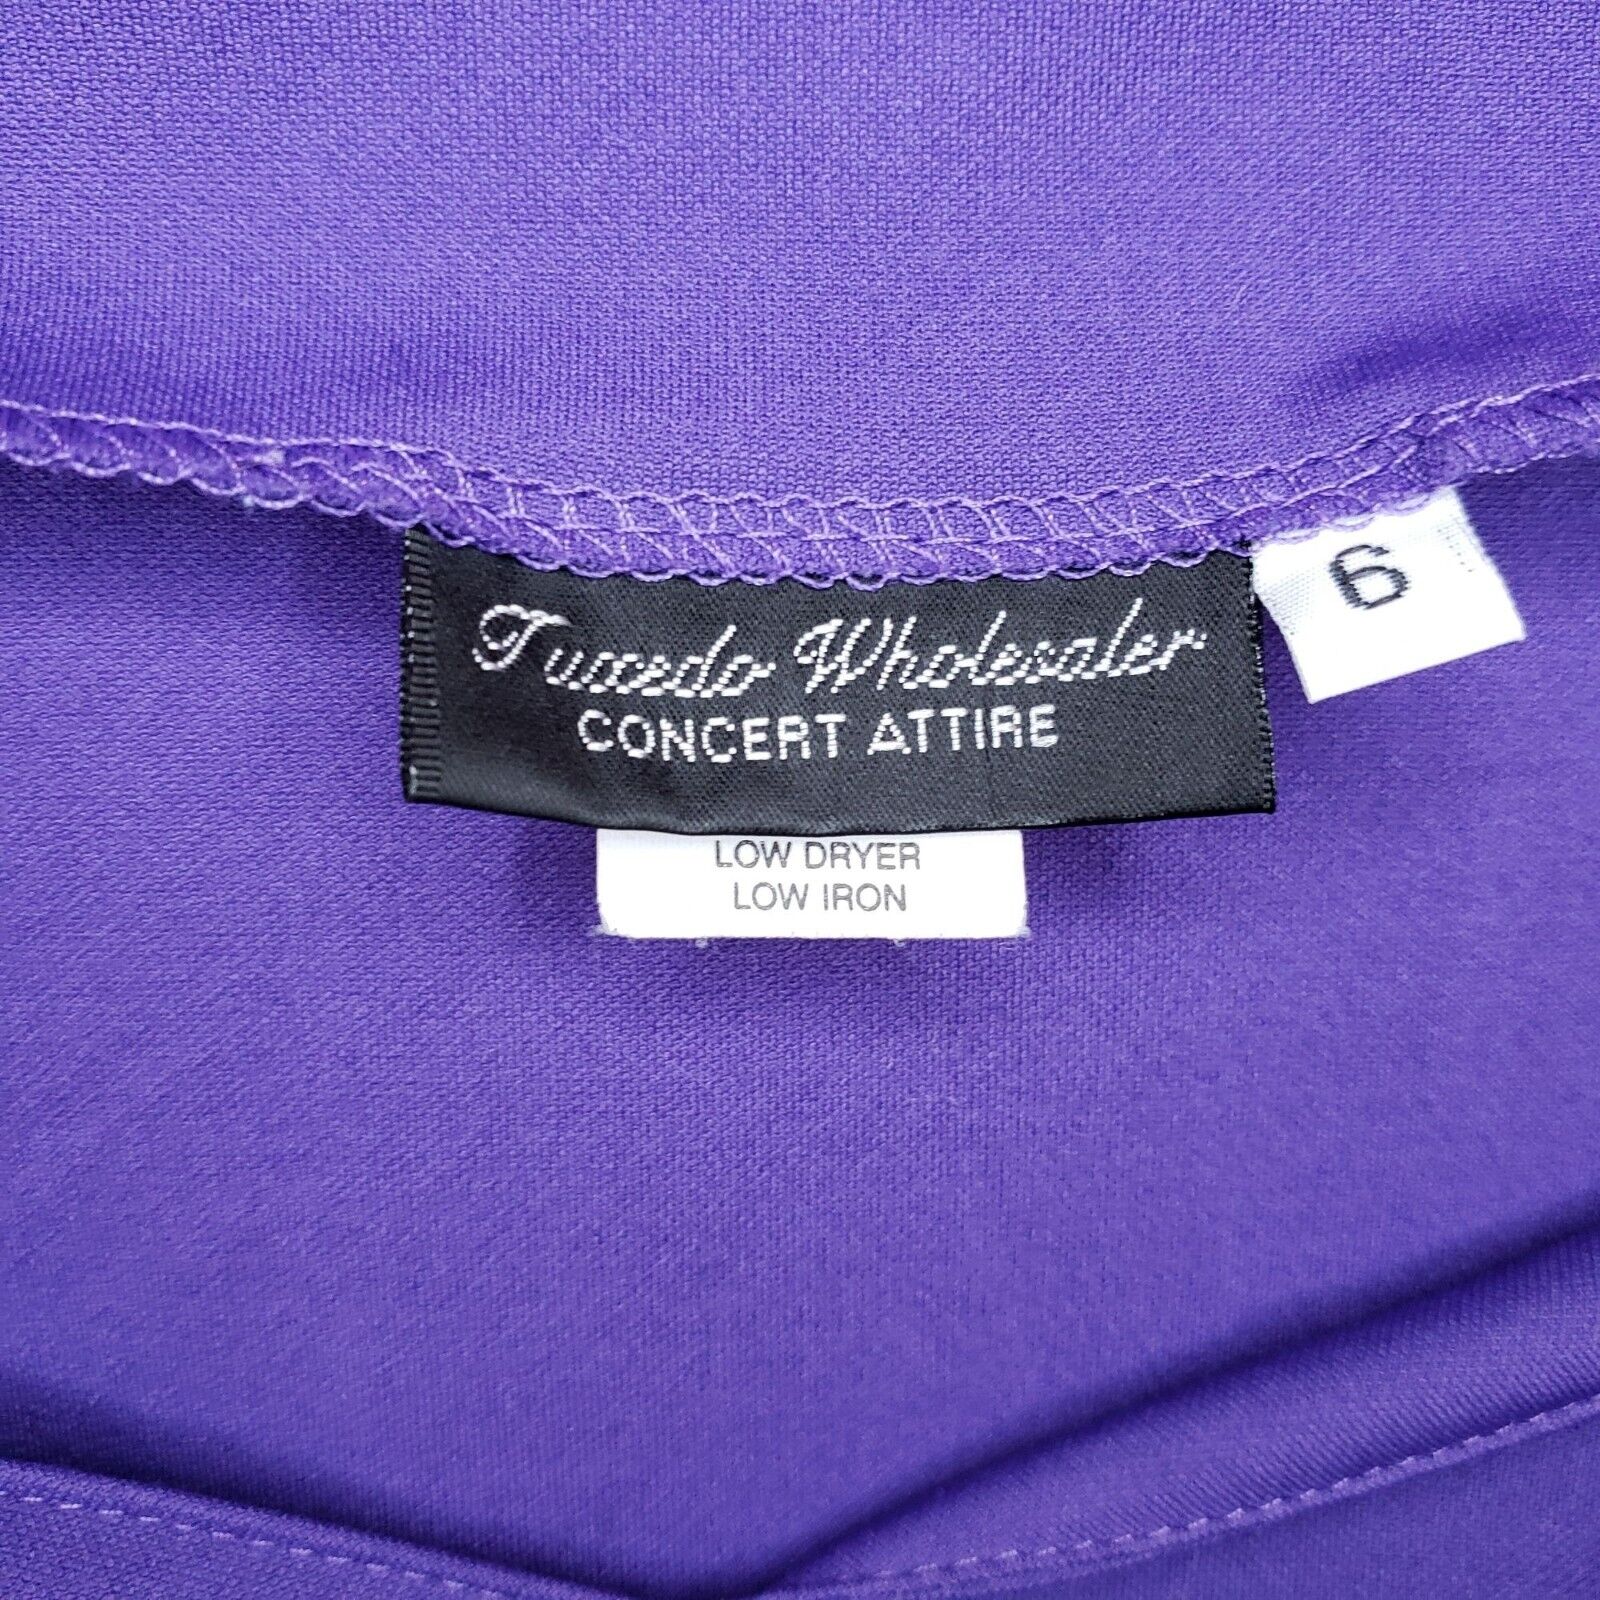 Tuxedo Wholesaler
CONCERT ATTIRE
6
LOW DRYER
LOW IRON